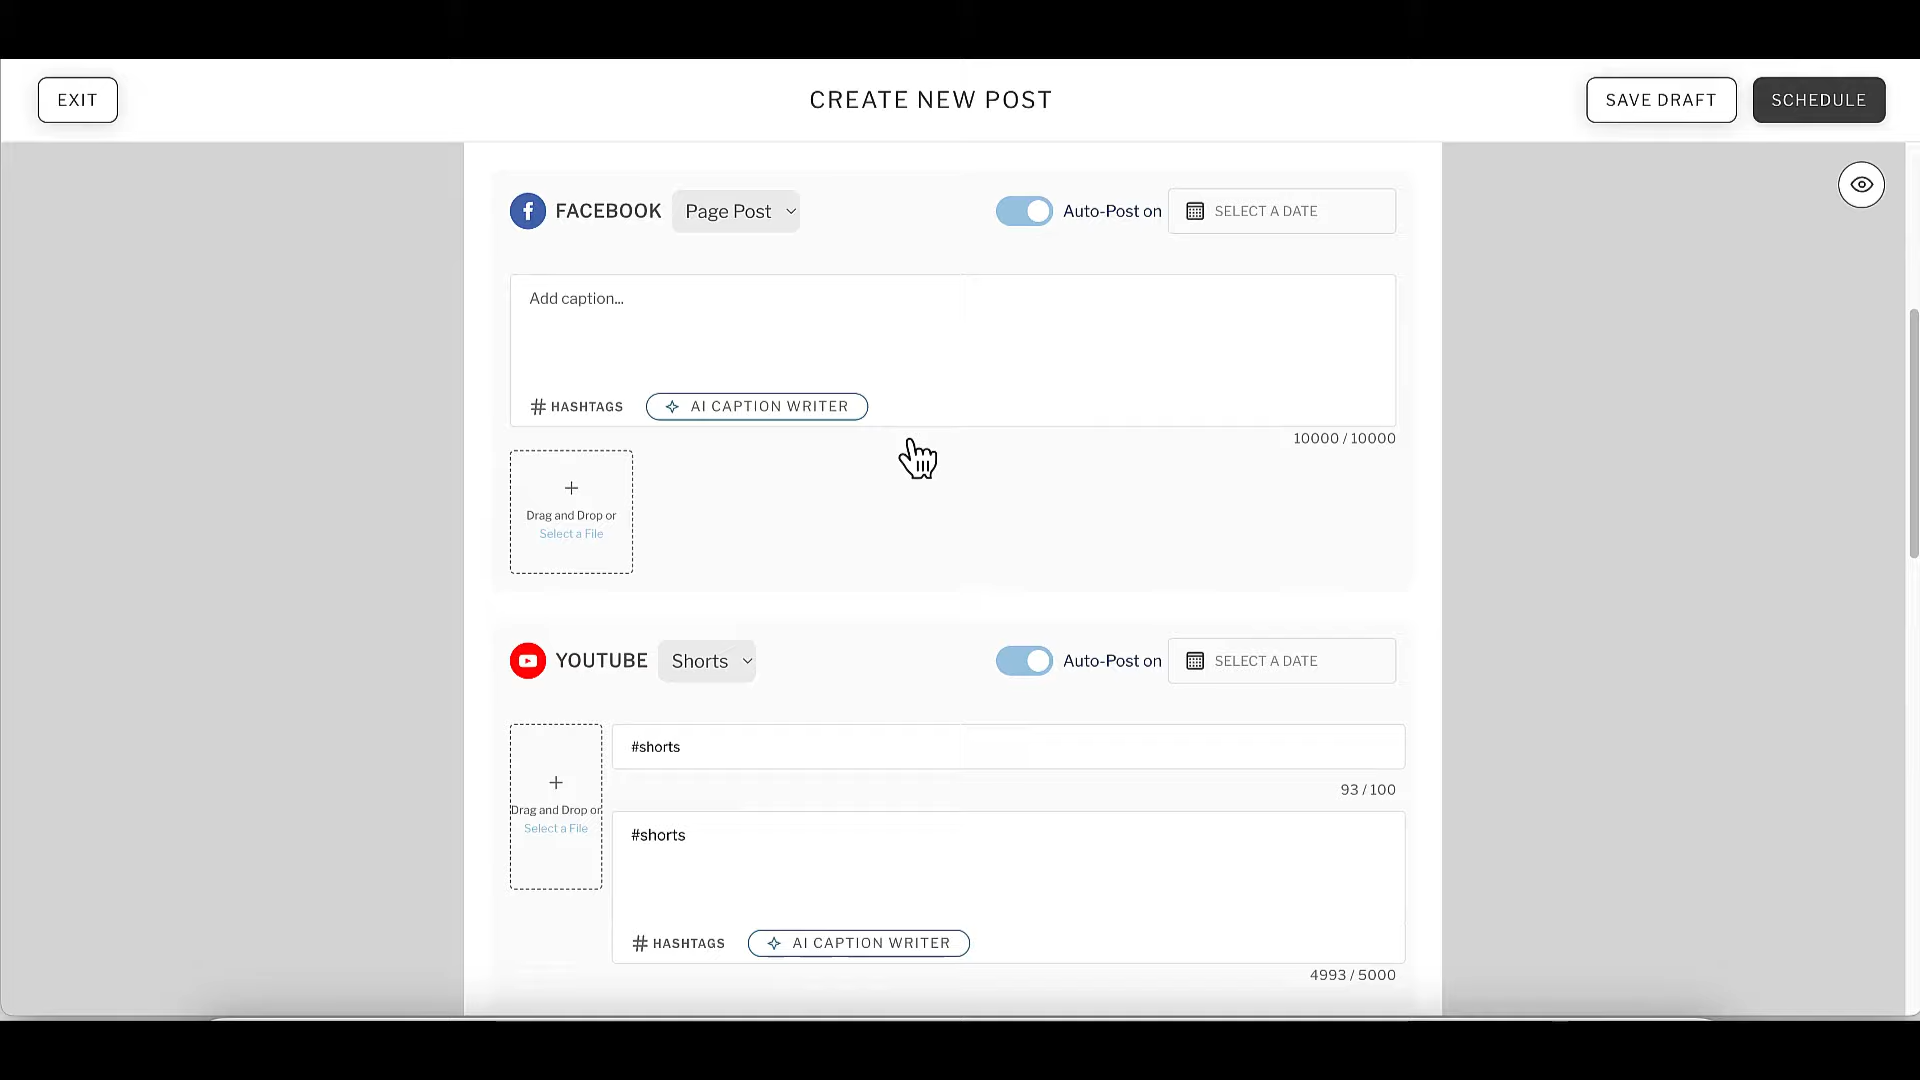 EXIT
CREATE NEW POST
SAVE DRAFT
SCHEDULE
FACEBOOK
Page Post
Auto-Post on
SELECT A DATE
Add caption...
# HASHTAGS
AI CAPTION WRITER
10000 / 10000
+
Drag and Drop or
Select a File
YOUTUBE
Shorts
Auto-Post on
SELECT A DATE
#shorts
93 / 100
+
Drag and Drop or
Select a File
#shorts
# HASHTAGS
AI CAPTION WRITER
4993 / 5000